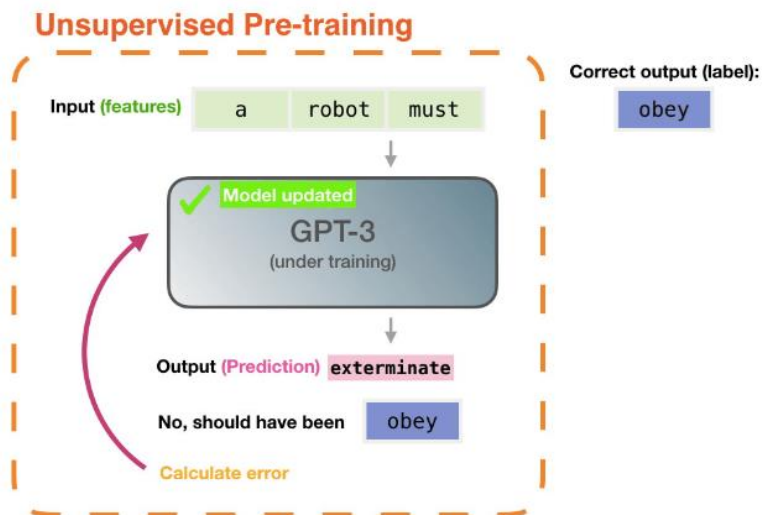 Unsupervised Pre-training
Correct output (label):
obey
Input (features) a robot must
Model updated
GPT-3
(under training)
Output (Prediction) exterminate
No, should have been obey
Calculate error